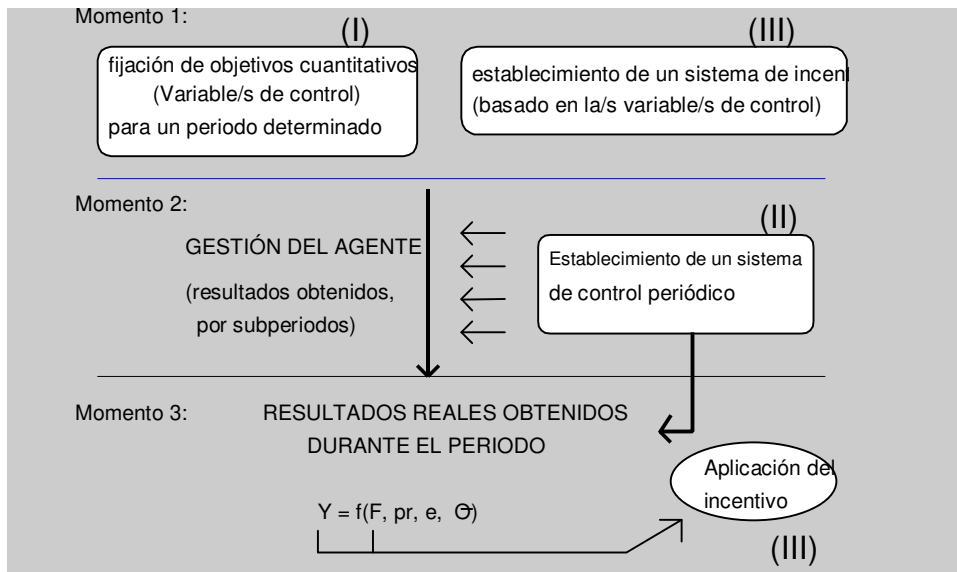 Momento 1:
(I)
(III)
fijación de objetivos cuantitativos
(Variable/s de control)
para un periodo determinado
establecimiento de un sistema de incen
(basado en la/s variable/s de control)
Momento 2:
(II)
GESTIÓN DEL AGENTE
(resultados obtenidos,
por subperiodos)
Establecimiento de un sistema
de control periódico
Momento 3:
RESULTADOS REALES OBTENIDOS
DURANTE EL PERIODO
Aplicación del
incentivo
Y = f(F, pr, e, Θ)
(III)